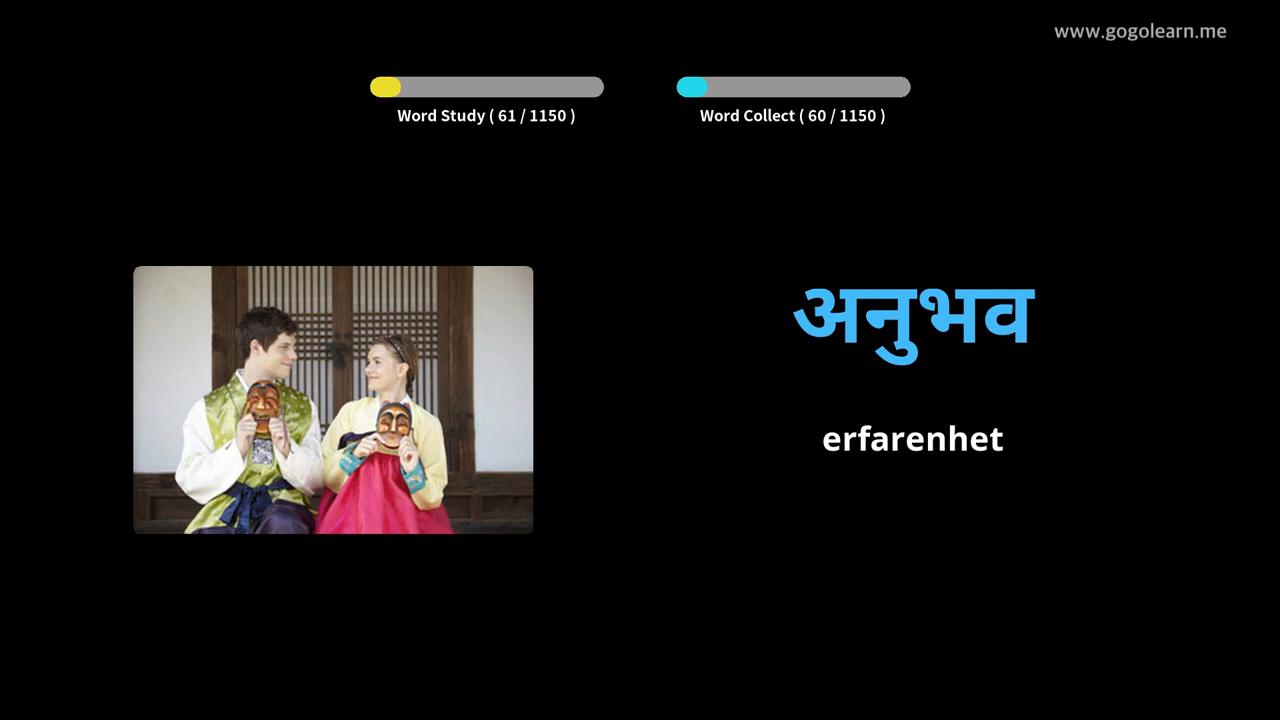 www.gogolearn.me
Word Study ( 61 / 1150 )
Word Collect ( 60 / 1150 )
अनुभव
erfarenhet